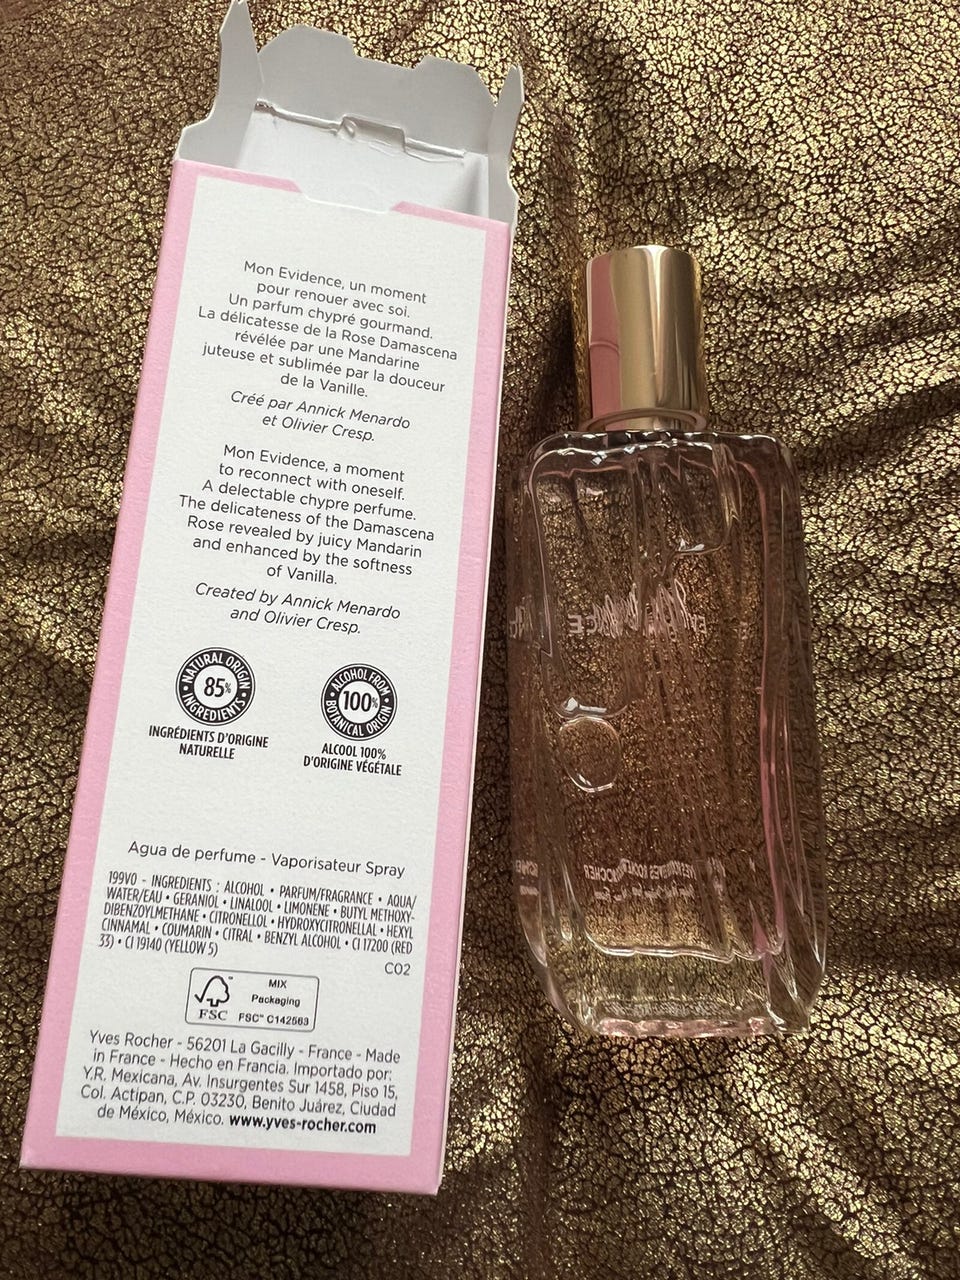 Mon Evidence, un moment
pour renouer avec soi.
Un parfum chypré gourmand.
La délicatesse de la Rose Damascena
révélée par une Mandarine
juteuse et sublimée par la douceur
de la Vanille.
Créé par Annick Menardo
et Olivier Cresp.
Mon Evidence, a moment
to reconnect with oneself.
A delectable chypre perfume.
The delicateness of the Damascena
Rose revealed by juicy Mandarin
and enhanced by the softness
of Vanilla.
Created by Annick Menardo
and Olivier Cresp.
NATURAL ORIGIN
85%
INGREDIENTS
INGRÉDIENTS D'ORIGINE
NATURELLE
ALCOHOL FROM
100%
BOTANICAL ORIGIN
ALCOOL 100%
D'ORIGINE VÉGÉTALE
Agua de perfume - Vaporisateur Spray
199V0 - INGREDIENTS : ALCOHOL • PARFUM/FRAGRANCE • AQUA/
WATER/EAU • GERANIOL • LINALOOL • LIMONENE • BUTYL METHOXY-
DIBENZOYLMETHANE • CITRONELLOL • HYDROXYCITRONELLAL • HEXYL
CINNAMAL • COUMARIN • CITRAL • BENZYL ALCOHOL • CI 17200 (RED
33) • CI 19140 (YELLOW 5)
C02
FSC
MIX
Packaging
FSC™ C142563
Yves Rocher - 56201 La Gacilly - France - Made
in France - Hecho en Francia. Importado por:
Y.R. Mexicana, Av. Insurgentes Sur 1458, Piso 15,
Col. Actipan, C.P. 03230, Benito Juárez, Ciudad
de México, México. www.yves-rocher.com